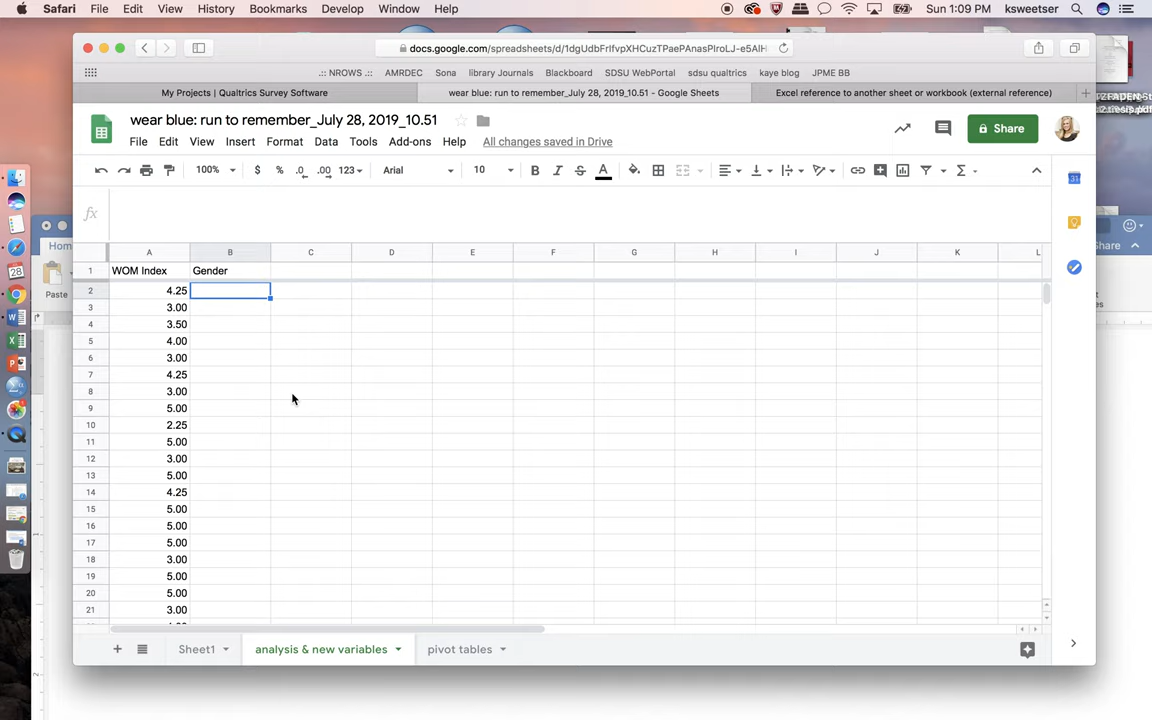 Safari File Edit View History Bookmarks Develop Window Help Sun 1:09 PM ksweetser
docs.google.com/spreadsheets/d/1dgUdbFrIfvpXHCuzTPaePAnasPIroLJ-e5AlH
.:: NROWS .:: AMRDEC Sona library Journals Blackboard SDSU WebPortal sdsu qualtrics kaye blog JPME BB
My Projects | Qualtrics Survey Software wear blue: run to remember_July 28, 2019_10.51 - Google Sheets Excel reference to another sheet or workbook (external reference)
wear blue: run to remember_July 28, 2019_10.51
Share
File Edit View Insert Format Data Tools Add-ons Help All changes saved in Drive
100% $ % .0 .00 123 Arial 10 B I S A
fx
A B C D E F G H I J K L
1 WOM Index Gender
2 4.25
3 3.00
4 3.50
5 4.00
6 3.00
7 4.25
8 3.00
9 5.00
10 2.25
11 5.00
12 3.00
13 5.00
14 4.25
15 5.00
16 5.00
17 5.00
18 3.00
19 5.00
20 5.00
21 3.00
Sheet1 analysis & new variables pivot tables
Home
Paste
Share
28
31